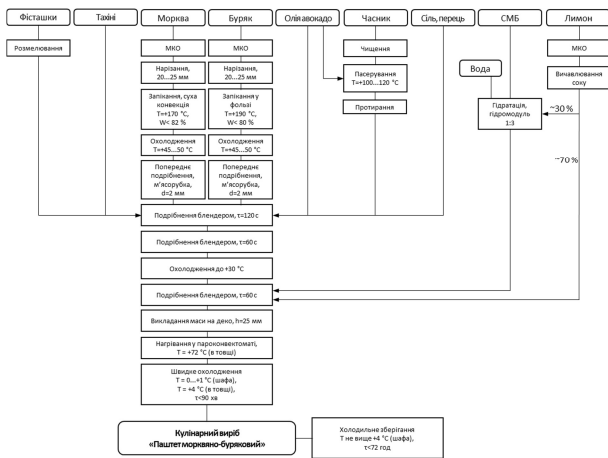 Фісташки
Тахіні
Морква
Буряк
Олія авокадо
Часник
Сіль, перець
СМБ
Лимон
Розмелювання
МКО
МКО
Чищення
МКО
Вода
Нарізання,
20...25 мм
Нарізання,
20...25 мм
Пасерування
Т=+100...120 °С
Вичавлювання
соку
Запікання, суха
конвекція
Т=+170 °С,
W< 82 %
Запікання у
фользі
Т=+190 °С,
W< 80 %
Протирання
Гідратація,
гідромодуль
1:3
~30 %
~70 %
Охолодження
Т=+45...50 °С
Охолодження
Т=+45...50 °С
Попереднє
подрібнення,
м'ясорубка,
d=2 мм
Попереднє
подрібнення,
м'ясорубка,
d=2 мм
Подрібнення блендером, τ=120 с
Подрібнення блендером, τ=60 с
Охолодження до +30 °С
Подрібнення блендером, τ=60 с
Викладання маси на деко, h=25 мм
Нагрівання у пароконвектоматі,
Т = +72 °С (в товщі)
Швидке охолодження
Т = 0...+1 °С (шафа),
Т = +4 °С (в товщі),
τ<90 хв
Кулінарний виріб
«Паштет морквяно-буряковий»
Холодильне зберігання
Т не вище +4 °С (шафа),
τ<72 год